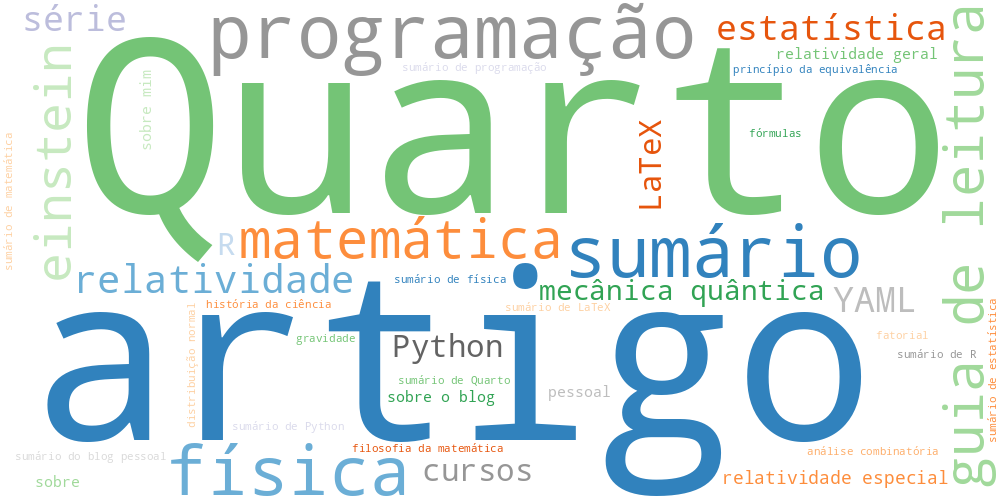 série
programação
estatística
relatividade geral
princípio da equivalência
sumário de programação
sobre mim
einstein
Quarto
LaTeX
fórmulas
guia de leitura
sumário de matemática
R
matemática
sumário
relatividade
sumário de física
mecânica quântica
história da ciência
sumário de LaTeX
YAML
artigo
distribuição normal
gravidade
Python
fatorial
sumário de R
sumário de estatística
sumário de Quarto
sobre o blog
pessoal
sumário de Python
filosofia da matemática
análise combinatória
sumário do blog pessoal
física
cursos
relatividade especial
sobre